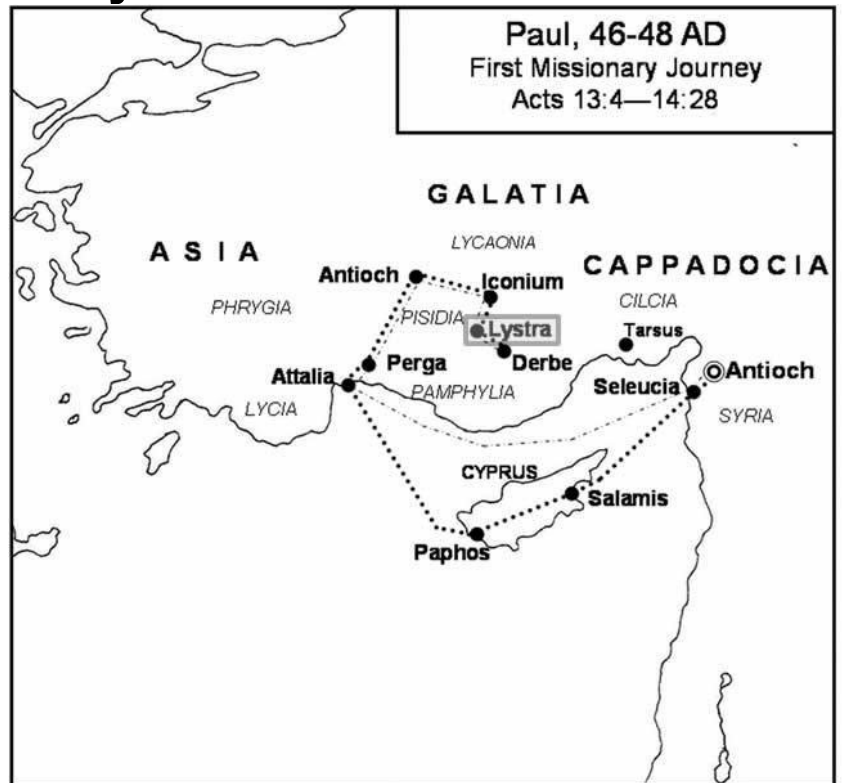 Paul, 46-48 AD
First Missionary Journey
Acts 13:4—14:28
GALATIA
ASIA
LYCAONIA
CAPPADOCIA
Antioch
Iconium
CILCIA
PHRYGIA
PISIDIA
Lystra
Tarsus
Perga
Derbe
Attalia
PAMPHYLIA
Seleucia
Antioch
LYCIA
SYRIA
CYPRUS
Salamis
Paphos